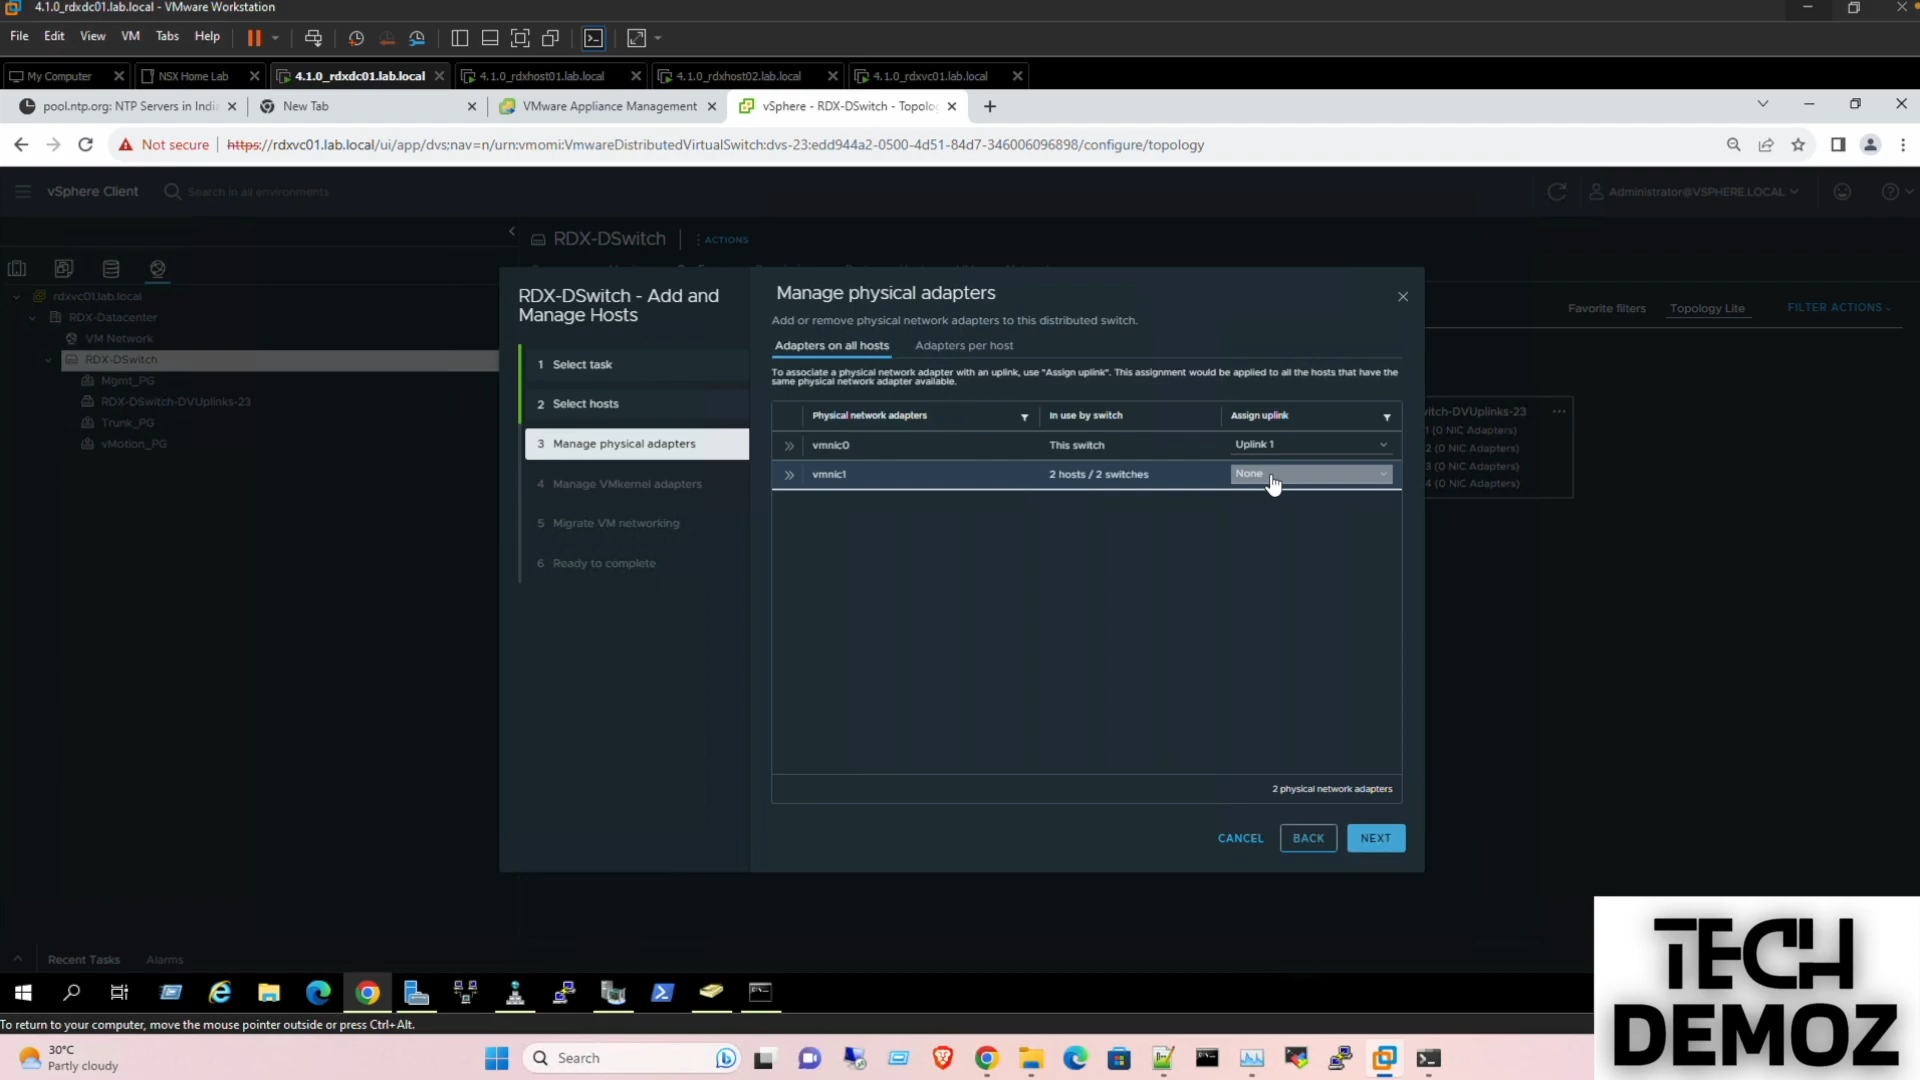 4.1.0_rdxdc01.lab.local - VMware Workstation
File Edit View VM Tabs Help
My Computer
NSX Home Lab
4.1.0_rdxdc01.lab.local
4.1.0_rdxhost01.lab.local
4.1.0_rdxhost02.lab.local
4.1.0_rdxvc01.lab.local
pool.ntp.org: NTP Servers in Indi
New Tab
VMware Appliance Management
vSphere - RDX-DSwitch - Topolo
Not secure
https://rdxvc01.lab.local/ui/app/dvs;nav=n/urn:vmomi:VmwareDistributedVirtualSwitch:dvs-23:edd944a2-0500-4d51-84d7-346006096898/configure/topology
vSphere Client
Search in all environments
Administrator@VSPHERE.LOCAL
RDX-DSwitch
ACTIONS
rdxvc01.lab.local
RDX-Datacenter
VM Network
RDX-DSwitch
Mgmt_PG
RDX-DSwitch-DVUplinks-23
Trunk_PG
vMotion_PG
Favorite filters
Topology Lite
FILTER ACTIONS
RDX-DSwitch - Add and
Manage Hosts
1 Select task
2 Select hosts
3 Manage physical adapters
4 Manage VMkernel adapters
5 Migrate VM networking
6 Ready to complete
Manage physical adapters
Add or remove physical network adapters to this distributed switch.
Adapters on all hosts
Adapters per host
To associate a physical network adapter with an uplink, use "Assign uplink". This assignment would be applied to all the hosts that have the
same physical network adapter available.
Physical network adapters
In use by switch
Assign uplink
vmnic0
This switch
Uplink 1
vmnic1
2 hosts / 2 switches
None
2 physical network adapters
CANCEL
BACK
NEXT
itch-DVUplinks-23
1 (0 NIC Adapters)
2 (0 NIC Adapters)
3 (0 NIC Adapters)
4 (0 NIC Adapters)
Recent Tasks
Alarms
To return to your computer, move the mouse pointer outside or press Ctrl+Alt.
30°C
Partly cloudy
Search
TECH
DEMOZ